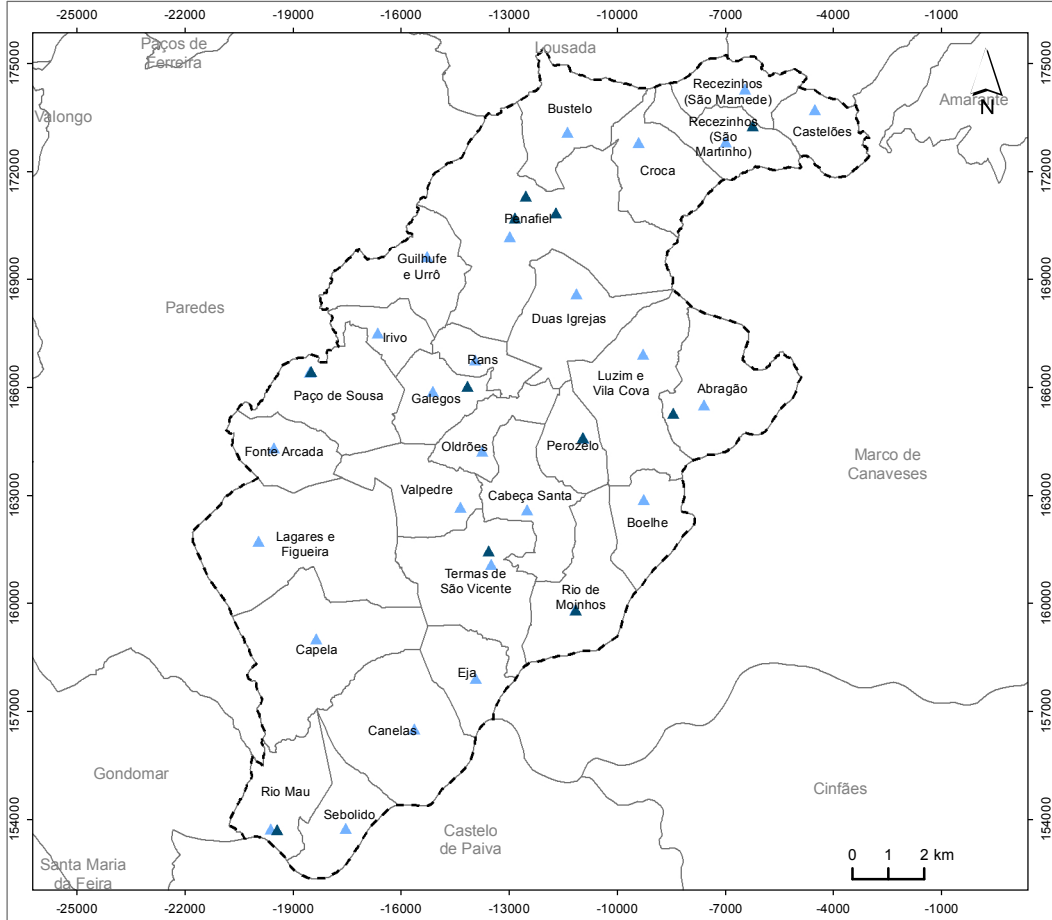 -25000 -22000 -19000 -16000 -13000 -10000 -7000 -4000 -1000
175000 175000
Paços de
Ferreira
Lousada
Recezinhos
(São Mamede)
Amarante
N
Valongo
Bustelo
Recezinhos
(São
Martinho)
Castelões
Croca
172000 172000
Penafiel
Guilhufe
e Urrô
169000 169000
Paredes
Duas Igrejas
Irivo
Rans
Luzim e
Vila Cova
Abragão
166000 166000
Paço de Sousa
Galegos
Oldrões
Perozelo
Fonte Arcada
Marco de
Canaveses
163000 163000
Valpedre
Cabeça Santa
Boelhe
Lagares e
Figueira
Termas de
São Vicente
Rio de
Moinhos
160000 160000
Capela
Eja
157000 157000
Canelas
Gondomar
Rio Mau
Cinfães
Sebolido
154000 154000
Castelo
de Paiva
Santa Maria
da Feira
0 1 2 km
-25000 -22000 -19000 -16000 -13000 -10000 -7000 -4000 -1000